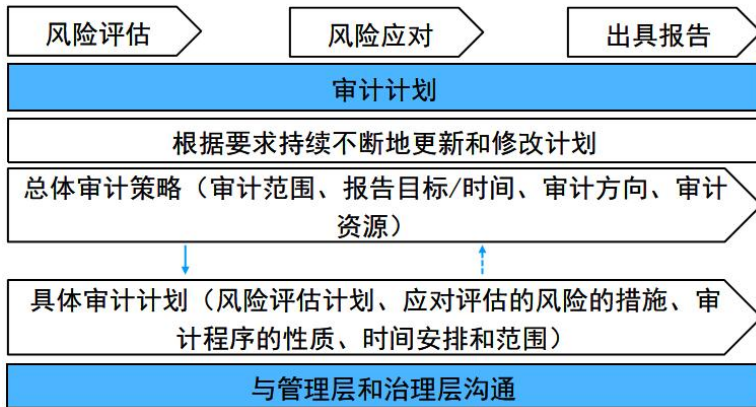 风险评估
风险应对
出具报告
审计计划
根据要求持续不断地更新和修改计划
总体审计策略（审计范围、报告目标/时间、审计方向、审计
资源）
具体审计计划（风险评估计划、应对评估的风险的措施、审
计程序的性质、时间安排和范围）
与管理层和治理层沟通